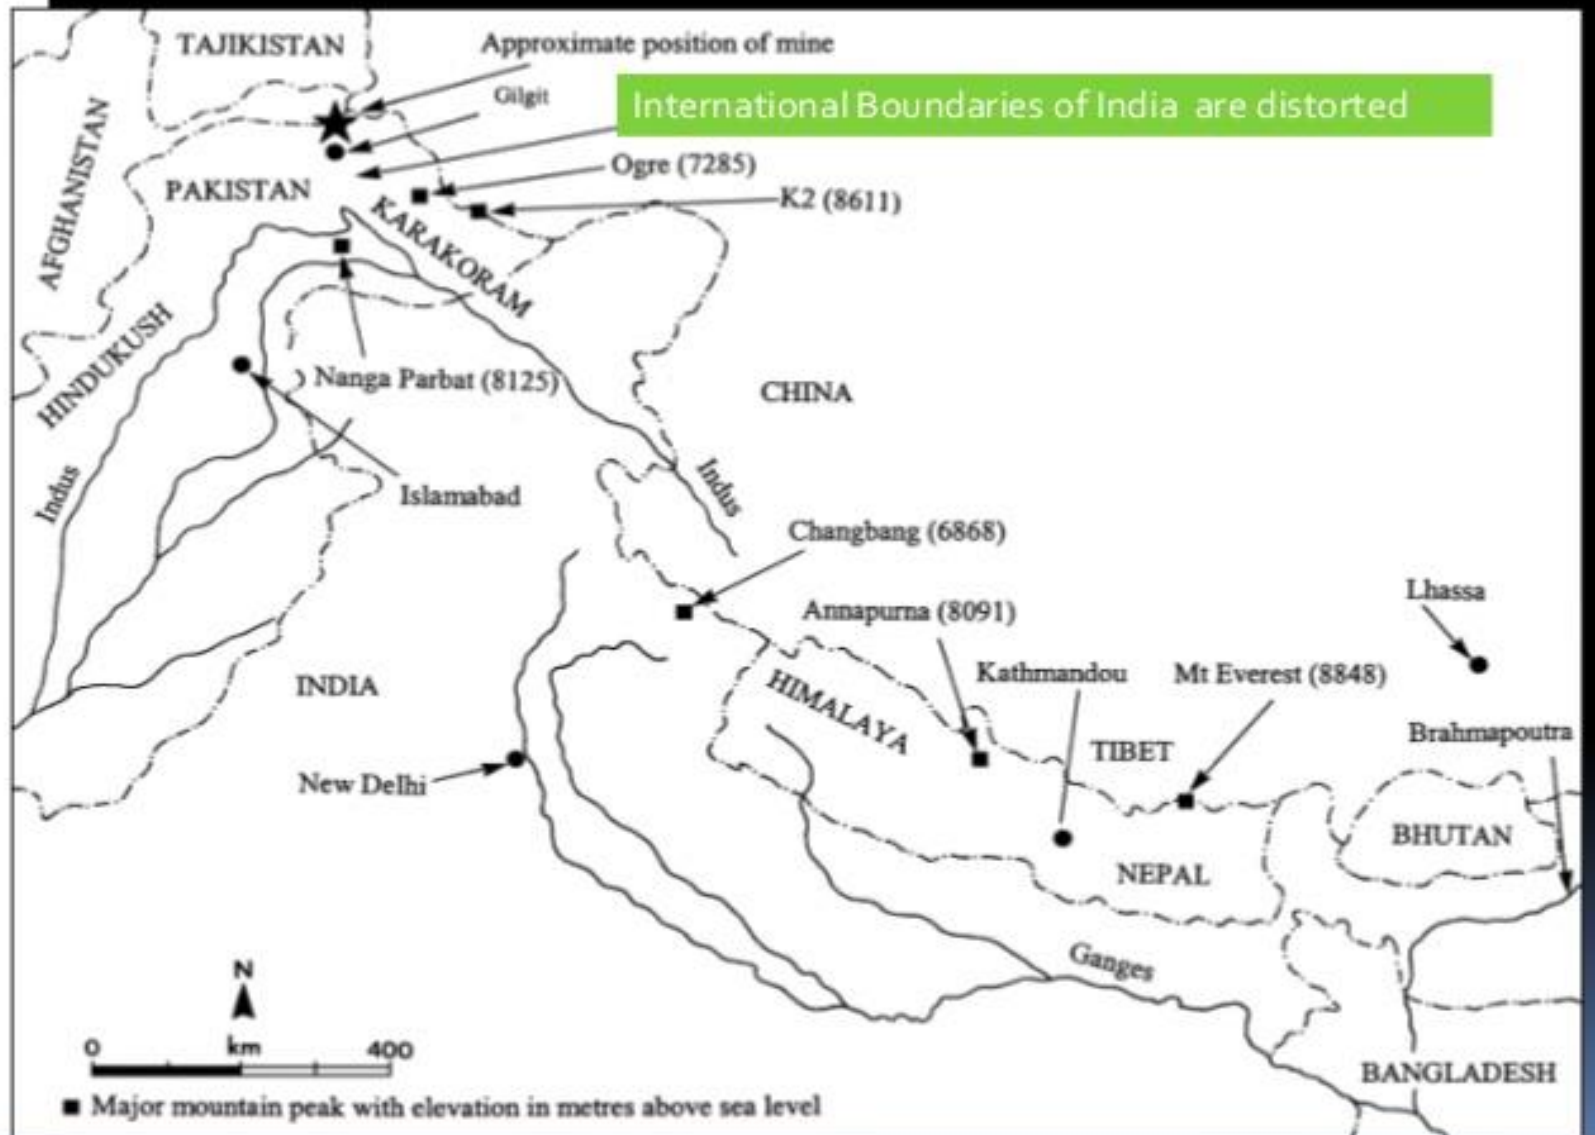 TAJIKISTAN
Approximate position of mine
Gilgit
International Boundaries of India are distorted
AFGHANISTAN
PAKISTAN
Ogre (7285)
K2 (8611)
KARAKORAM
HINDUKUSH
Nanga Parbat (8125)
CHINA
Indus
Islamabad
Indus
Changbang (6868)
Lhassa
Annapurna (8091)
Kathmandou
Mt Everest (8848)
INDIA
HIMALAYA
Brahmapoutra
TIBET
New Delhi
BHUTAN
NEPAL
Ganges
N
0 km 400
BANGLADESH
Major mountain peak with elevation in metres above sea level